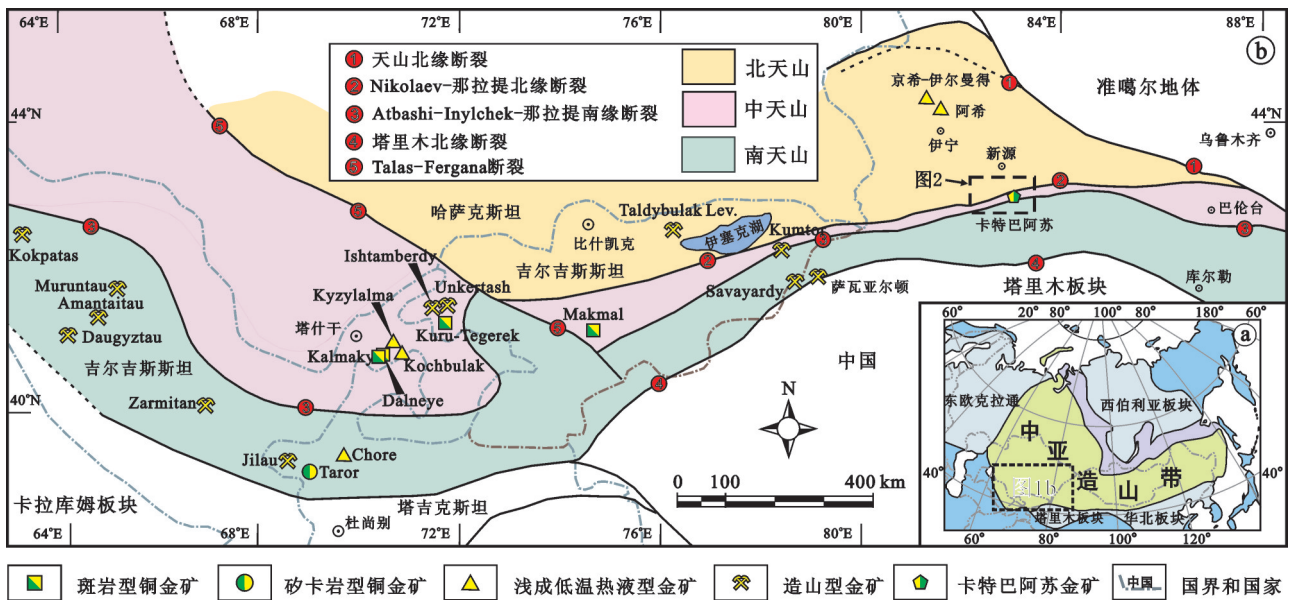 64°E 68°E 72°E 76°E 80°E 84°E 88°E
b
① 天山北缘断裂
② Nikolaev-那拉提北缘断裂
③ Atbashi-Inylchek-那拉提南缘断裂
④ 塔里木北缘断裂
⑤ Talas-Fergana断裂
北天山
中天山
南天山
44°N
44°N
京希-伊尔曼得
阿希
伊宁
新源
准噶尔地体
乌鲁木齐
图2
卡特巴阿苏
巴伦台
库尔勒
塔里木板块
哈萨克斯坦
Taldybulak Lev.
比什凯克
伊塞克湖
Kumtor
吉尔吉斯斯坦
Savayardy
萨瓦亚尔顿
中国
Kokpatas
Muruntau
Amantaitau
Daugyztau
吉尔吉斯斯坦
Zarmitan
Ishtamberdy
Unkertash
Kyzylalma
Kuru-Tegerek
Makmal
塔什干
Kalmaky
Kochbulak
Dalneye
40°N
Jilau
Chore
Taror
卡拉库姆板块
塔吉克斯坦
杜尚别
N
0 100 200 400 km
64°E 68°E 72°E 76°E 80°E
60° 20° 80° 80° 180° 60°
a
东欧克拉通
西伯利亚板块
中亚造山带
40°
40°
图1b
塔里木板块
华北板块
60° 80° 100° 120°
斑岩型铜金矿
矽卡岩型铜金矿
浅成低温热液型金矿
造山型金矿
卡特巴阿苏金矿
中国
国界和国家